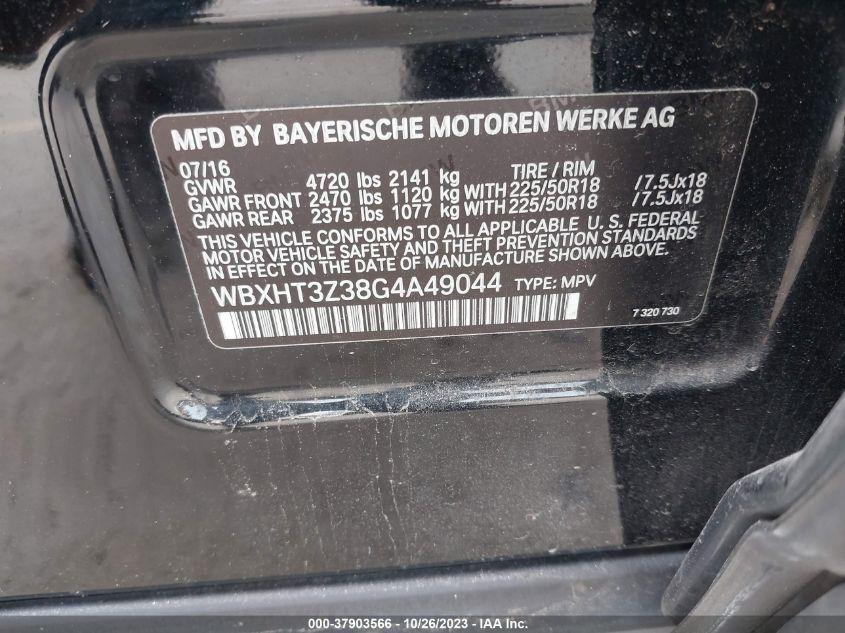 MFD BY BAYERISCHE MOTOREN WERKE AG
07/16 TIRE / RIM
GVWR 4720 lbs 2141 kg
GAWR FRONT 2470 lbs 1120 kg WITH 225/50R18 /7.5Jx18
GAWR REAR 2375 lbs 1077 kg WITH 225/50R18 /7.5Jx18
THIS VEHICLE CONFORMS TO ALL APPLICABLE U. S. FEDERAL
MOTOR VEHICLE SAFETY AND THEFT PREVENTION STANDARDS
IN EFFECT ON THE DATE OF MANUFACTURE SHOWN ABOVE.
WBXHT3Z38G4A49044 TYPE: MPV
7 320 730
000-37903566 - 10/26/2023 - IAA Inc.